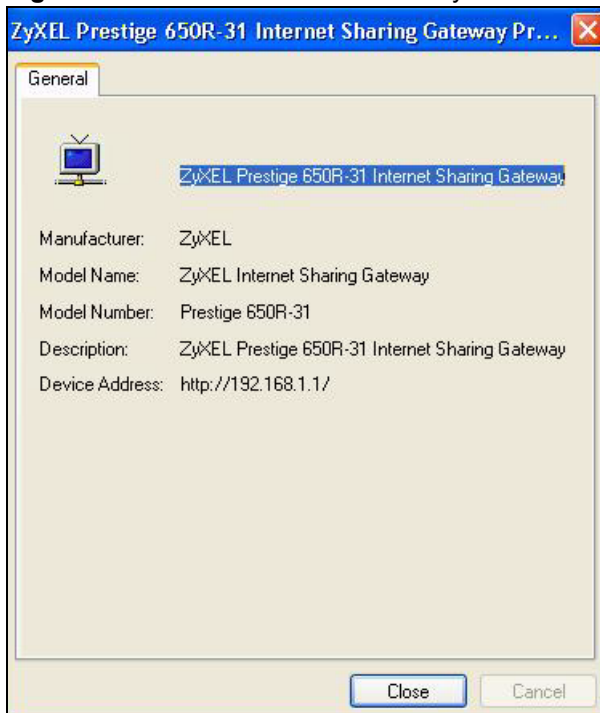 ZyXEL Prestige 650R-31 Internet Sharing Gateway Pr...
General
ZyXEL Prestige 650R-31 Internet Sharing Gateway
Manufacturer: ZyXEL
Model Name: ZyXEL Internet Sharing Gateway
Model Number: Prestige 650R-31
Description: ZyXEL Prestige 650R-31 Internet Sharing Gateway
Device Address: http://192.168.1.1/
Close Cancel